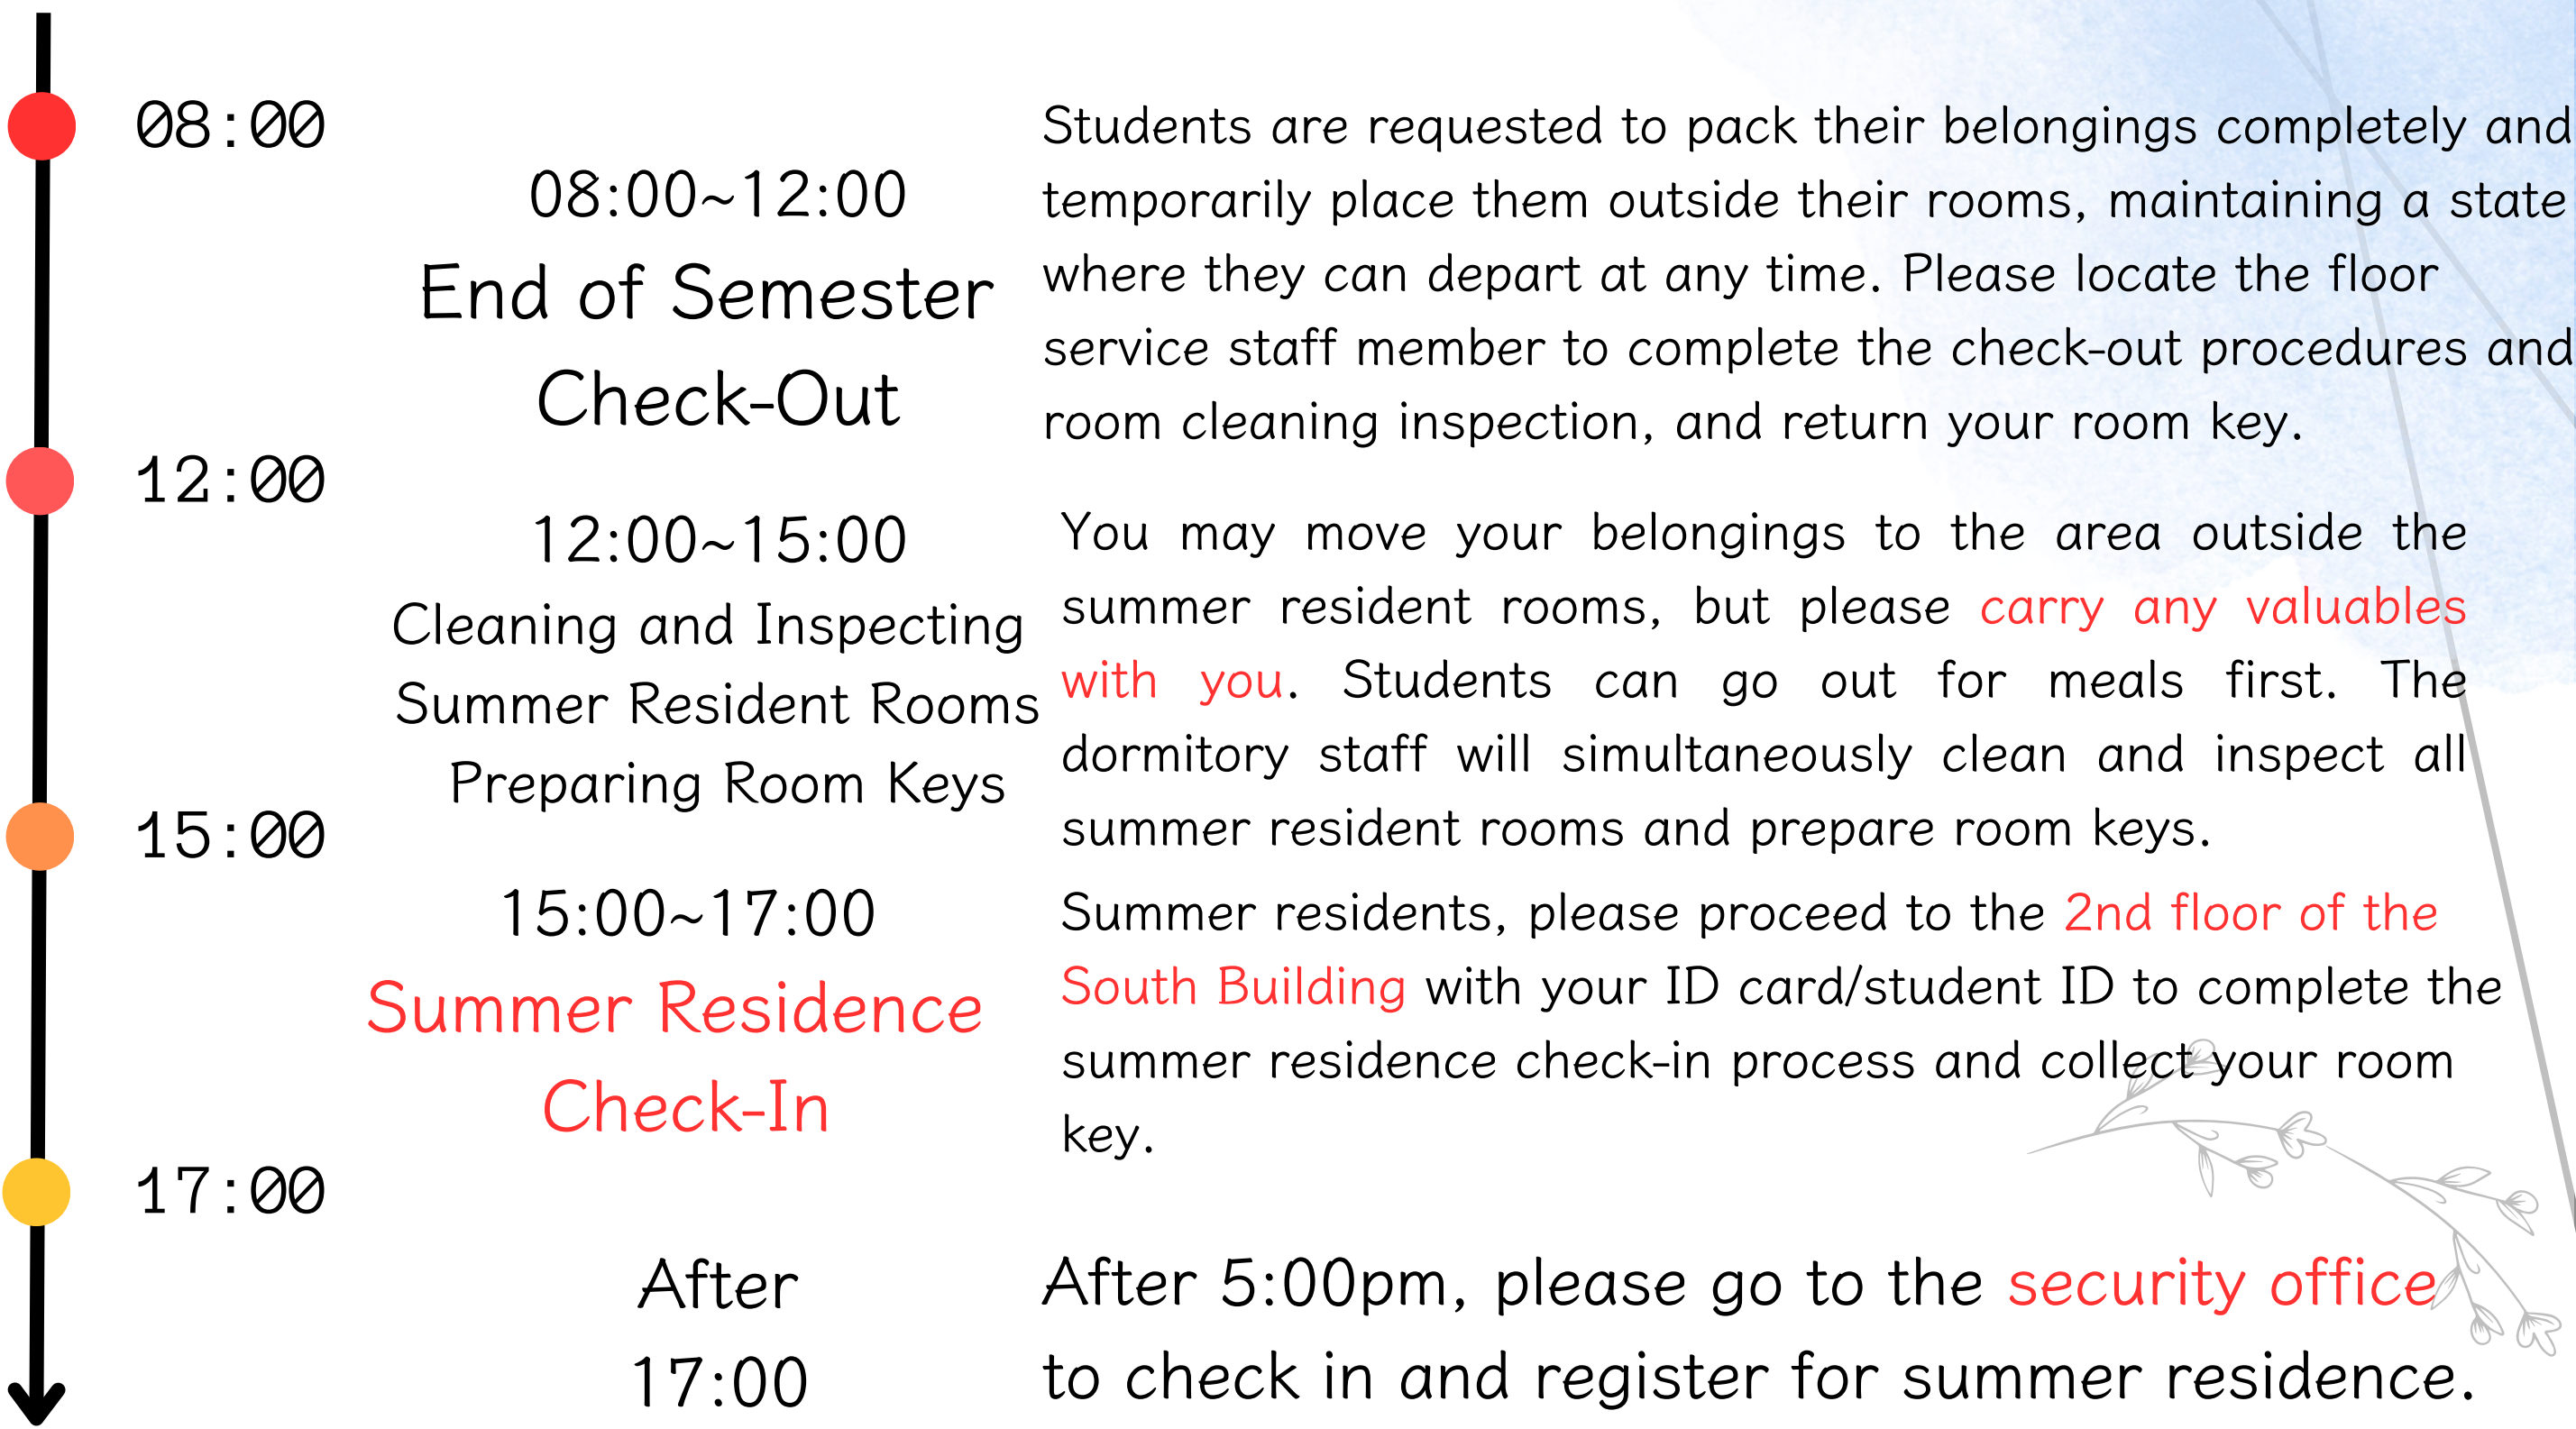 08:00
08:00~12:00
End of Semester
Check-Out
Students are requested to pack their belongings completely and
temporarily place them outside their rooms, maintaining a state
where they can depart at any time. Please locate the floor
service staff member to complete the check-out procedures and
room cleaning inspection, and return your room key.
12:00
12:00~15:00
Cleaning and Inspecting
Summer Resident Rooms
Preparing Room Keys
You may move your belongings to the area outside the
summer resident rooms, but please carry any valuables
with you. Students can go out for meals first. The
dormitory staff will simultaneously clean and inspect all
summer resident rooms and prepare room keys.
15:00
15:00~17:00
Summer Residence
Check-In
Summer residents, please proceed to the 2nd floor of the
South Building with your ID card/student ID to complete the
summer residence check-in process and collect your room
key.
17:00
After
17:00
After 5:00pm, please go to the security office
to check in and register for summer residence.